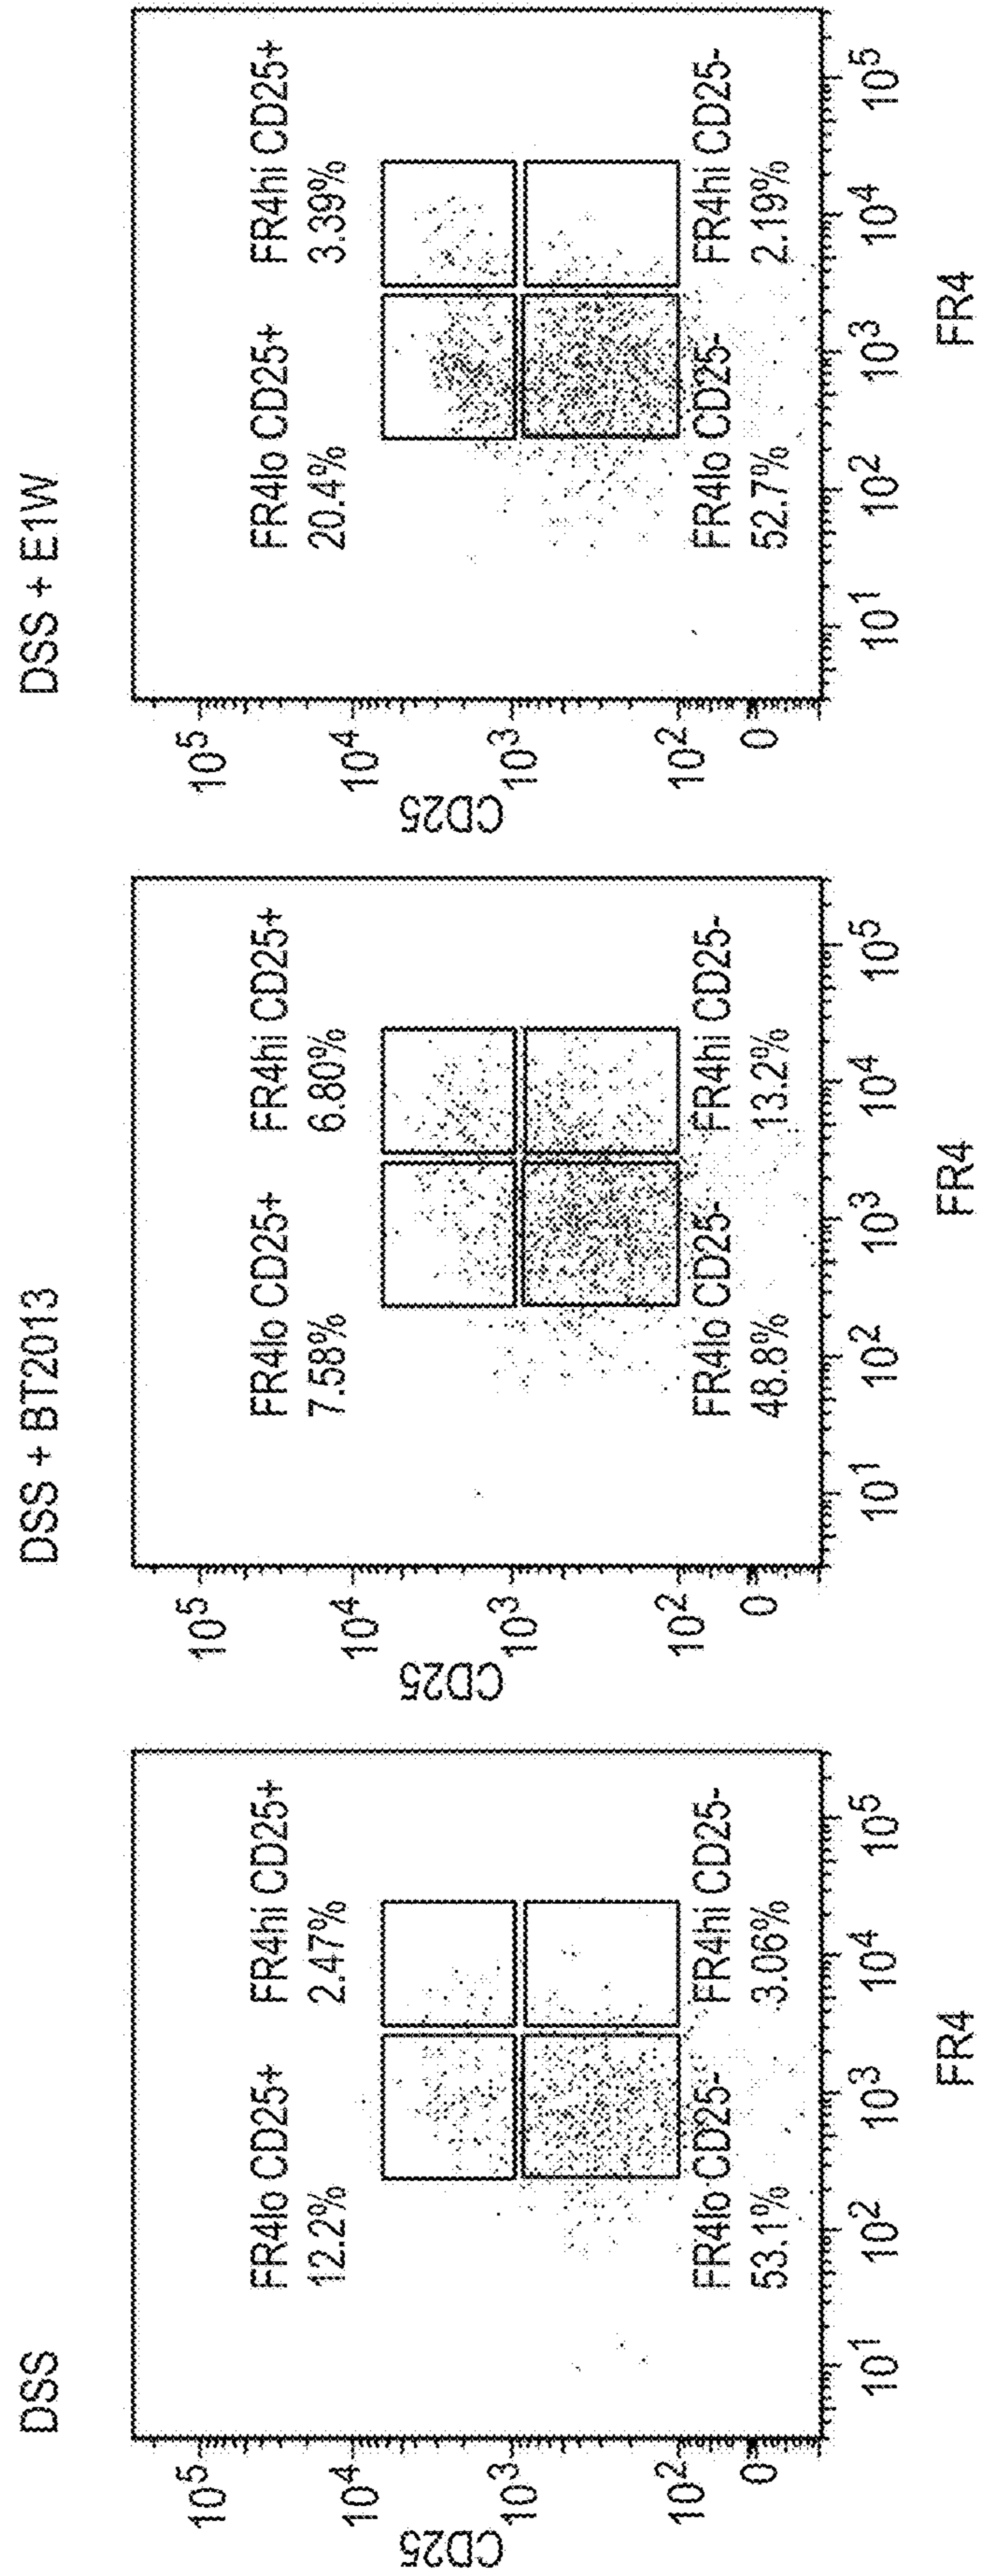 DSS
FR4lo CD25+
12.2%
FR4hi CD25+
2.47%
FR4lo CD25-
53.1%
FR4hi CD25-
3.06%
CD25
10^5
10^4
10^3
10^2
0
10^1
10^2
10^3
10^4
10^5
FR4
DSS + BT2013
FR4lo CD25+
7.58%
FR4hi CD25+
6.80%
FR4lo CD25-
48.8%
FR4hi CD25-
13.2%
CD25
10^5
10^4
10^3
10^2
0
10^1
10^2
10^3
10^4
10^5
FR4
DSS + E1W
FR4lo CD25+
20.4%
FR4hi CD25+
3.39%
FR4lo CD25-
52.7%
FR4hi CD25-
2.19%
CD25
10^5
10^4
10^3
10^2
0
10^1
10^2
10^3
10^4
10^5
FR4